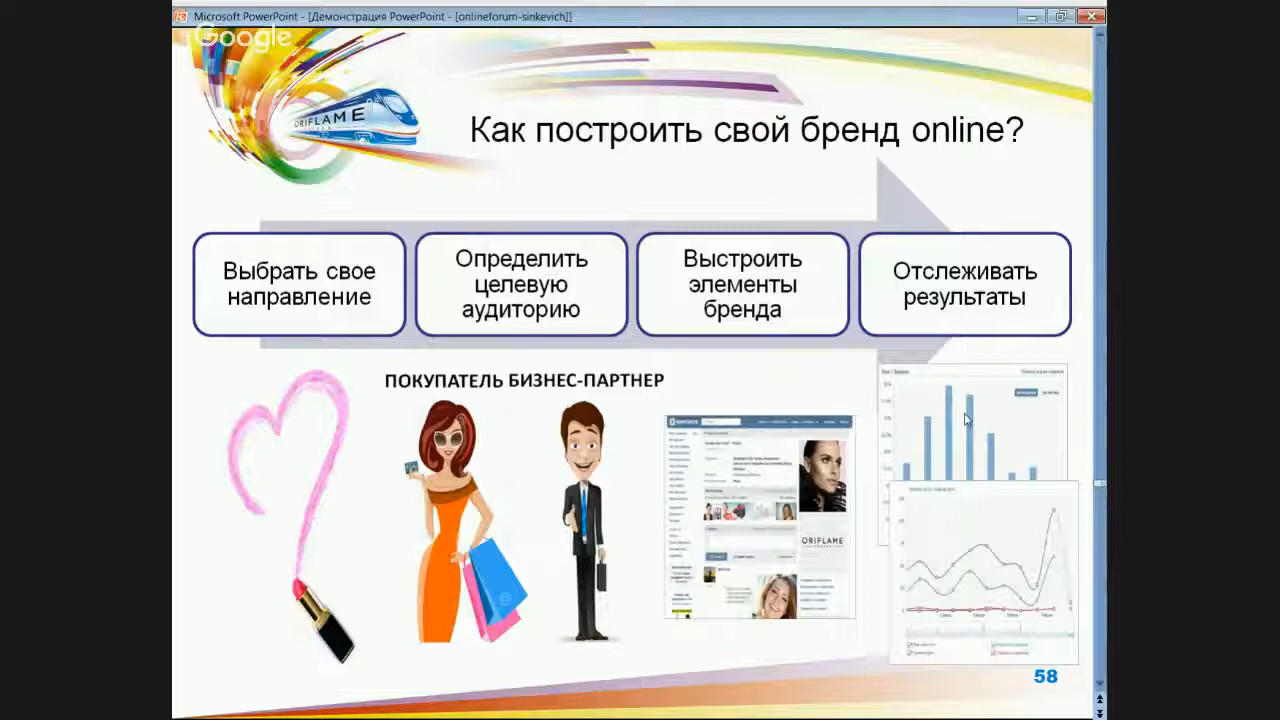 Microsoft PowerPoint - [Демонстрация PowerPoint - [onlineforum-sinkevich]]
Google
ORIFLAME
Как построить свой бренд online?
Выбрать свое
направление
Определить
целевую
аудиторию
Выстроить
элементы
бренда
Отслеживать
результаты
ПОКУПАТЕЛЬ БИЗНЕС-ПАРТНЕР
ORIFLAME
58